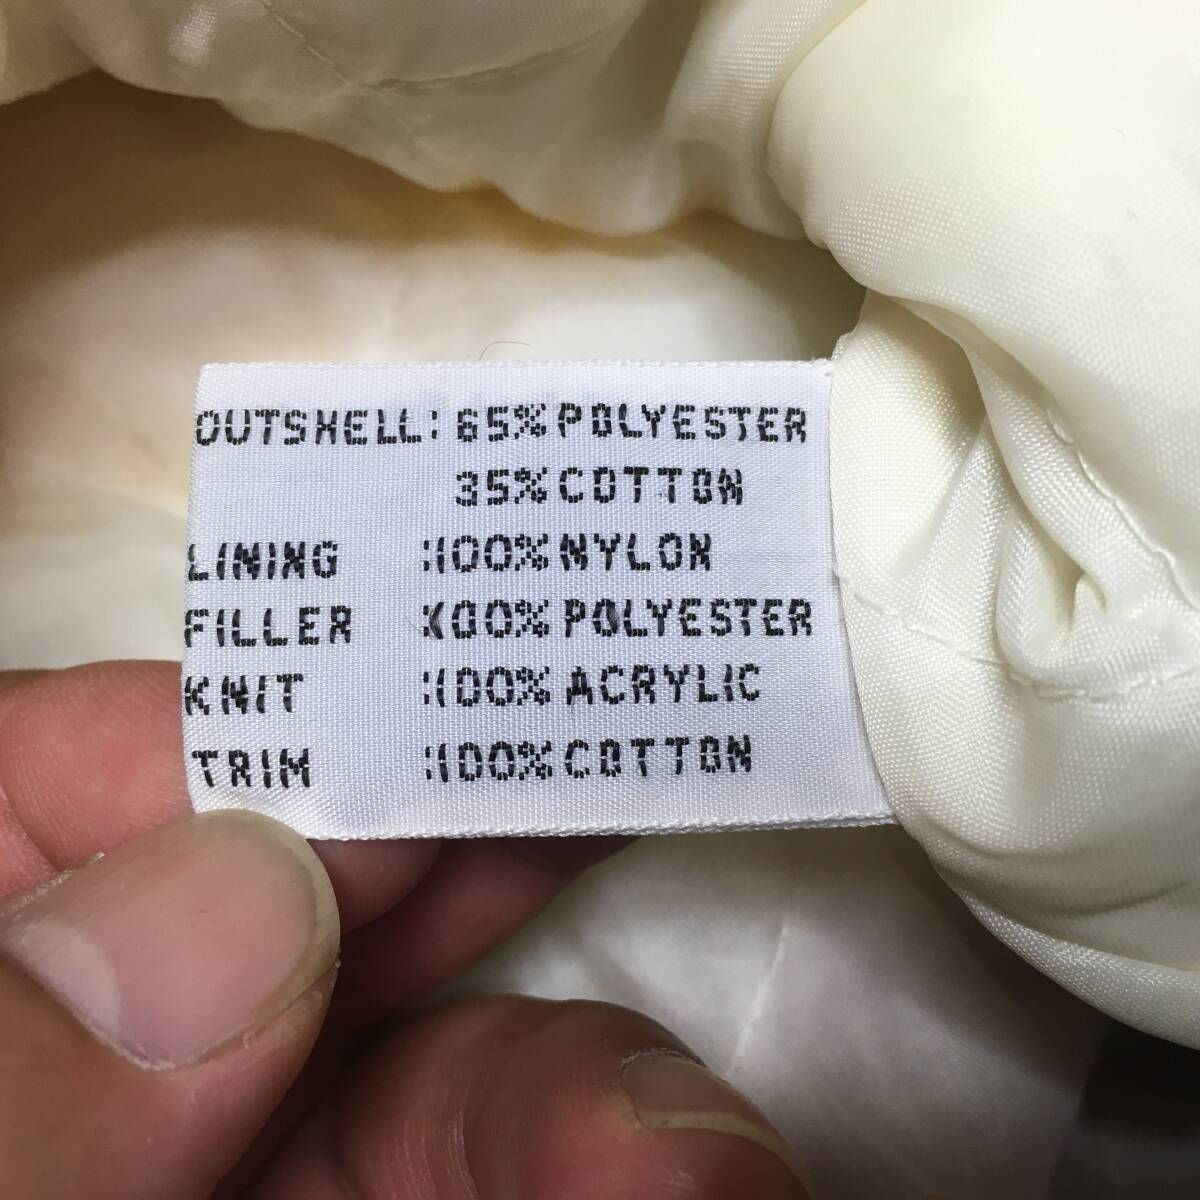 OUTSHELL: 65% POLYESTER
35% COTTON
LINING :100% NYLON
FILLER :100% POLYESTER
KNIT :100% ACRYLIC
TRIM :100% COTTON